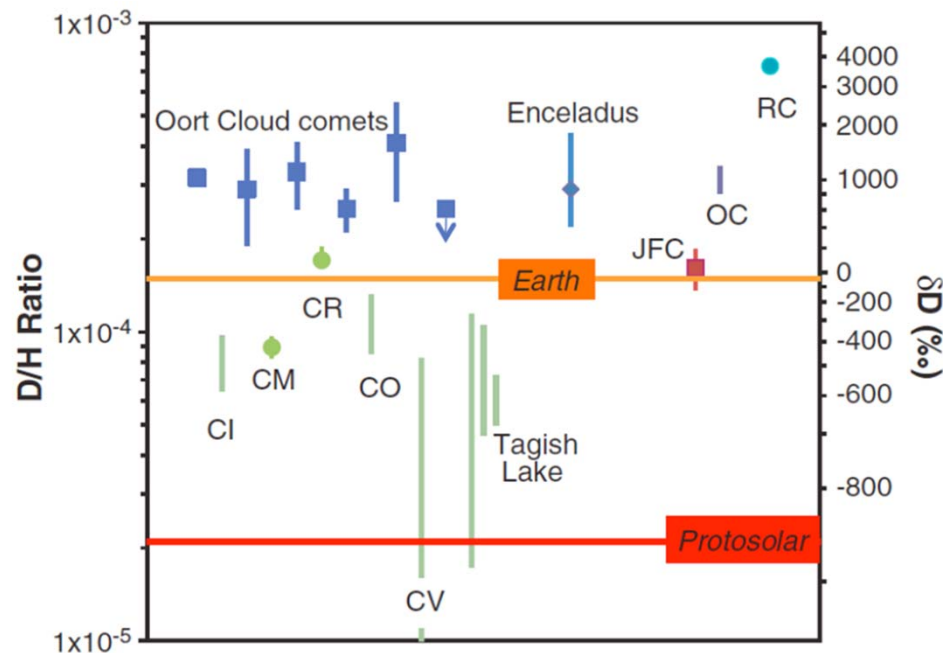 1x10-3
4000
3000
RC
Oort Cloud comets
Enceladus
2000
1000
OC
JFC
Earth
0
CR
-200
D/H Ratio
δD (‰)
1x10-4
-400
CM
CO
-600
CI
Tagish
Lake
-800
Protosolar
CV
1x10-5